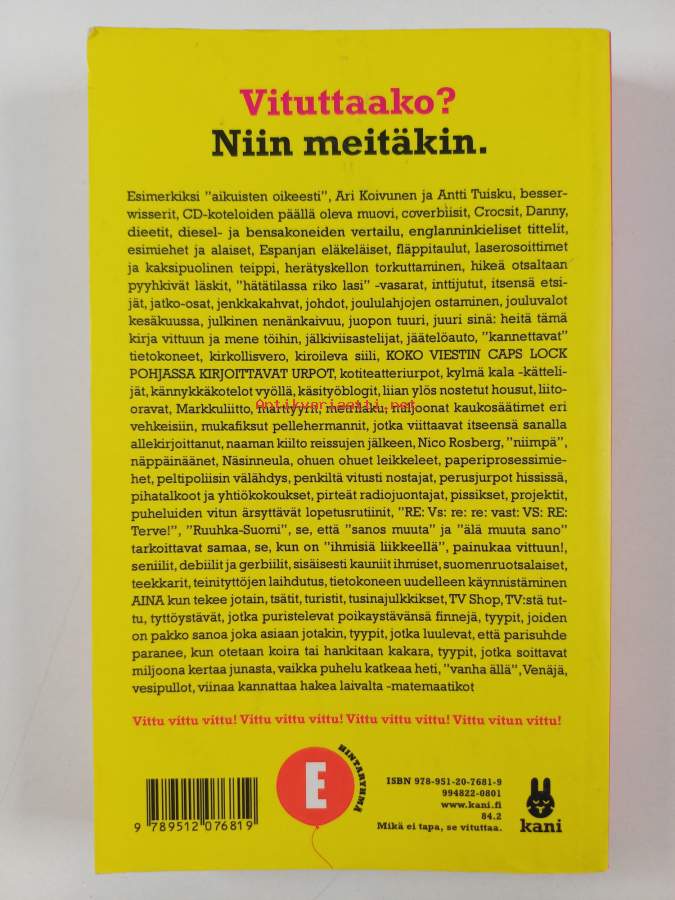 Vituttaako?
Niin meitäkin.
Esimerkiksi "aikuisten oikeesti", Ari Koivunen ja Antti Tuisku, besser-
wisserit, CD-koteloiden päällä oleva muovi, coverbiisit, Crocsit, Danny,
dieetit, diesel- ja bensakoneiden vertailu, englanninkieliset tittelit,
esimiehet ja alaiset, Espanjan eläkeläiset, fläppitaulut, laserosoittimet
ja kaksipuolinen teippi, herätyskellon torkuttaminen, hikeä otsaltaan
pyyhkivät läskit, "hätätilassa riko lasi" -vasarat, inttijutut, itsensä etsi-
jät, jatko-osat, jenkkakahvat, johdot, joululahjojen ostaminen, jouluvalot
kesäkuussa, julkinen nenänkaivu, juopon tuuri, juuri sinä: heitä tämä
kirja vittuun ja mene töihin, jälkiviisastelijat, jäätelöauto, "kannettavat"
tietokoneet, kirkollisvero, kiroileva siili, KOKO VIESTIN CAPS LOCK
POHJASSA KIRJOITTAVAT URPOT, kotiteatteriurpot, kylmä kala -kätteli-
jät, kännykkäkotelot vyöllä, käsityöblogit, liian ylös nostetut housut, liito-
oravat, Markkuliitto, marttyyrit, metrilaku, miljoonat kaukosäätimet eri
Antikvariaatti.net
vehkeisiin, mukafiksut pellehermannit, jotka viittaavat itseensä sanalla
allekirjoittanut, naaman kiilto reissujen jälkeen, Nico Rosberg, "niimpä",
näppäinäänet, Näsinneula, ohuen ohuet leikkeleet, paperiprosessimie-
het, peltipoliisin välähdys, penkiltä vitusti nostajat, perusjurpot hississä,
pihatalkoot ja yhtiökokoukset, pirteät radiojuontajat, pissikset, projektit,
puheluiden vitun ärsyttävät lopetusrutiinit, "RE: Vs: re: re: vast: VS: RE:
Terve!", "Ruuhka-Suomi", se, että "sanos muuta" ja "älä muuta sano"
tarkoittavat samaa, se, kun on "ihmisiä liikkeellä", painukaa vittuun!,
seniilit, debiilit ja gerbiilit, sisäisesti kauniit ihmiset, suomenruotsalaiset,
teekkarit, teinityttöjen laihdutus, tietokoneen uudelleen käynnistäminen
AINA kun tekee jotain, tsätit, turistit, tusinajulkkikset, TV Shop, TV:stä tut-
tu, tyttöystävät, jotka puristelevat poikaystävänsä finnejä, tyypit, joiden
on pakko sanoa joka asiaan jotakin, tyypit, jotka luulevat, että parisuhde
paranee, kun otetaan koira tai hankitaan kakara, tyypit, jotka soittavat
miljoona kertaa junasta, vaikka puhelu katkeaa heti, "vanha ällä", Venäjä,
vesipullot, viinaa kannattaa hakea laivalta -matemaatikot
Vittu vittu vittu! Vittu vittu vittu! Vittu vittu vittu! Vittu vitun vittu!
9 789512 076819
E
HINTARYHMÄ
ISBN 978-951-20-7681-9
994822-0801
www.kani.fi
84.2
Mikä ei tapa, se vituttaa.
kani